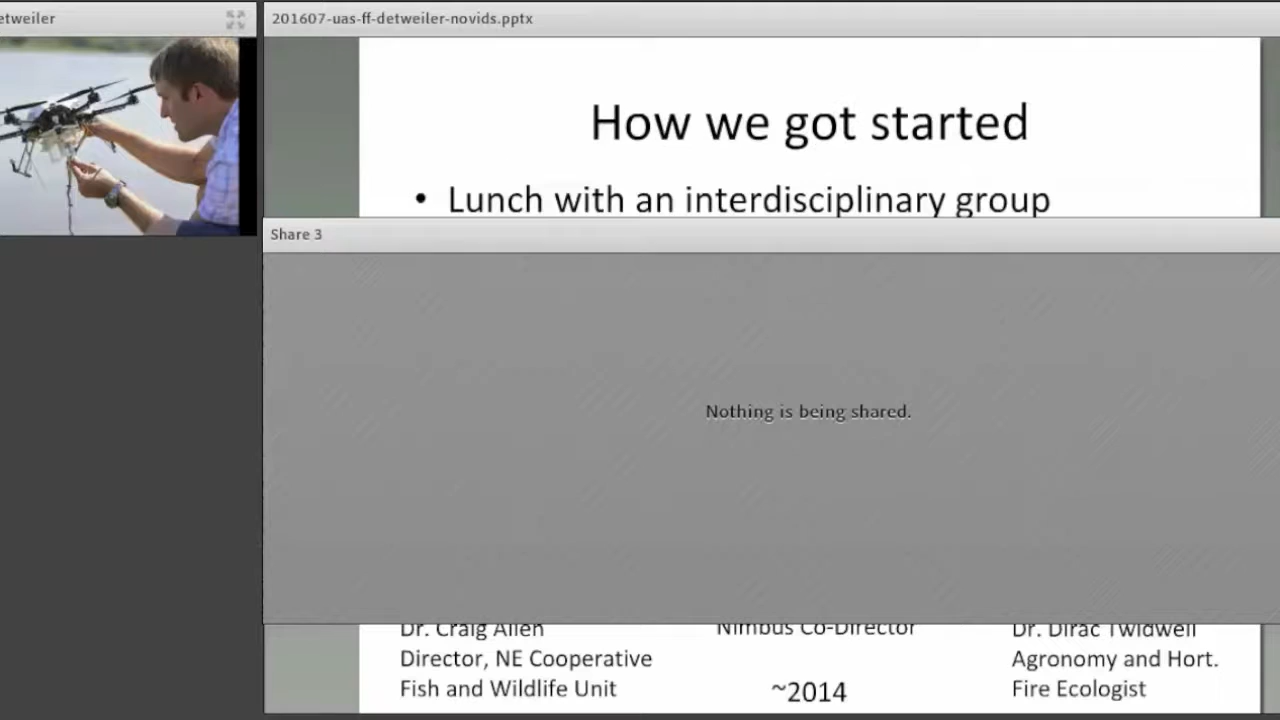 etweiler
201607-uas-ff-detweiler-novids.pptx
How we got started
• Lunch with an interdisciplinary group
Share 3
Nothing is being shared.
Dr. Craig Allen
Nimbus Co-Director
Dr. Dirac Twidwell
Director, NE Cooperative
Agronomy and Hort.
Fish and Wildlife Unit
~2014
Fire Ecologist